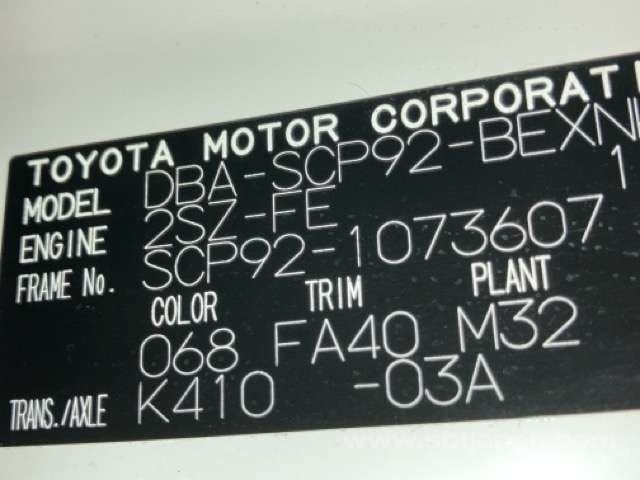 TOYOTA MOTOR CORPORAT
MODEL DBA-SCP92-BEXN
ENGINE 2SZ-FE 1
FRAME No. SCP92-1073607
COLOR TRIM PLANT
068 FA40 M32
TRANS./AXLE K410 -03A